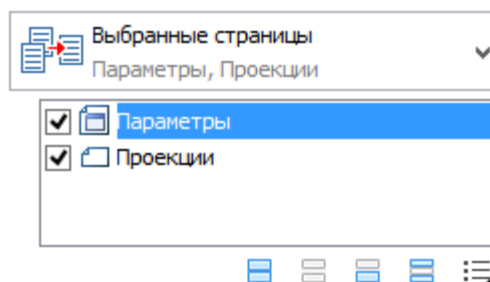 Выбранные страницы
Параметры, Проекции
Параметры
Проекции